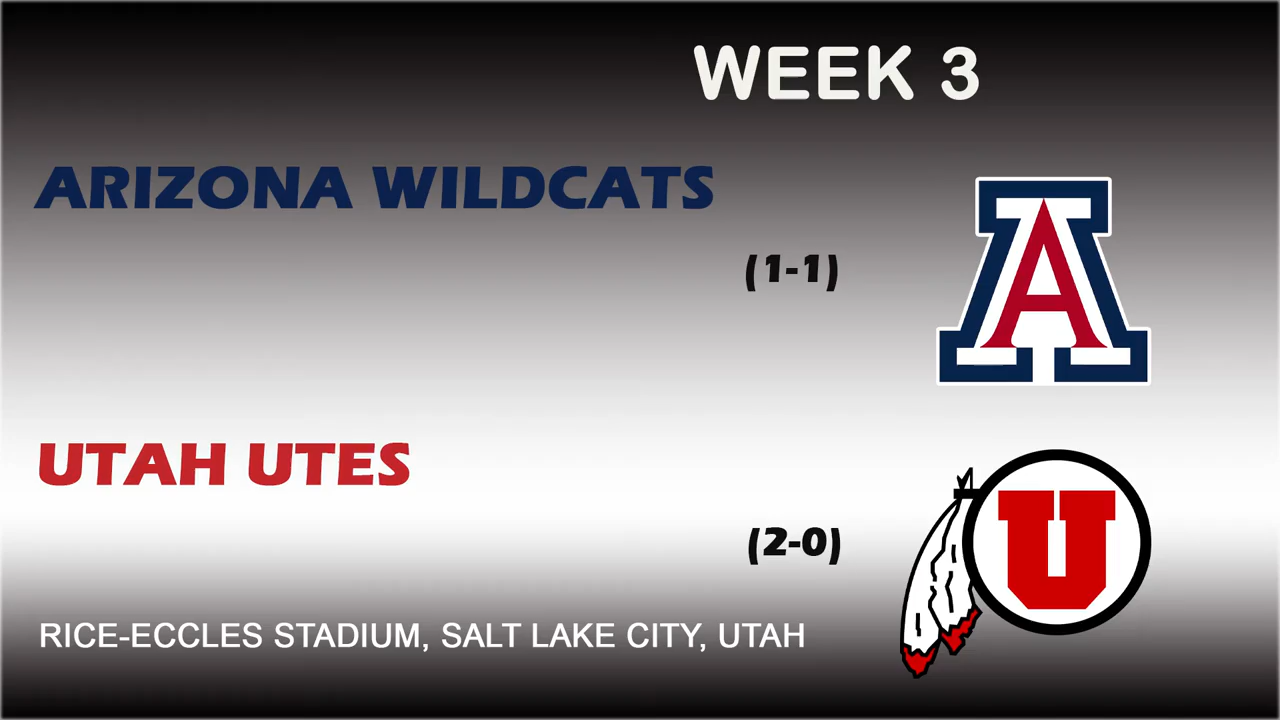 WEEK 3
ARIZONA WILDCATS
(1-1)
A
UTAH UTES
(2-0)
U
RICE-ECCLES STADIUM, SALT LAKE CITY, UTAH